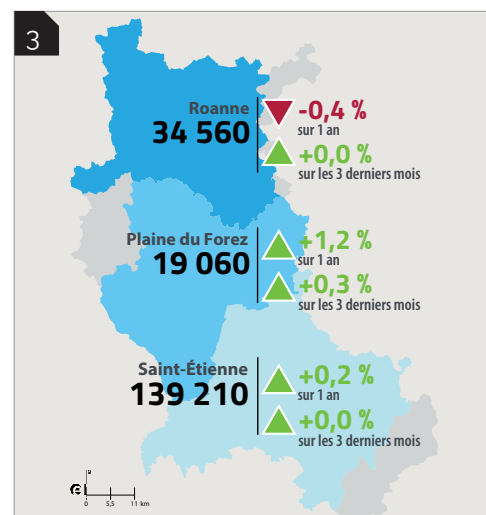 3
Roanne
34 560
-0,4 %
sur 1 an
+0,0 %
sur les 3 derniers mois
Plaine du Forez
19 060
+1,2 %
sur 1 an
+0,3 %
sur les 3 derniers mois
Saint-Étienne
139 210
+0,2 %
sur 1 an
+0,0 %
sur les 3 derniers mois
0 5,5 11 km